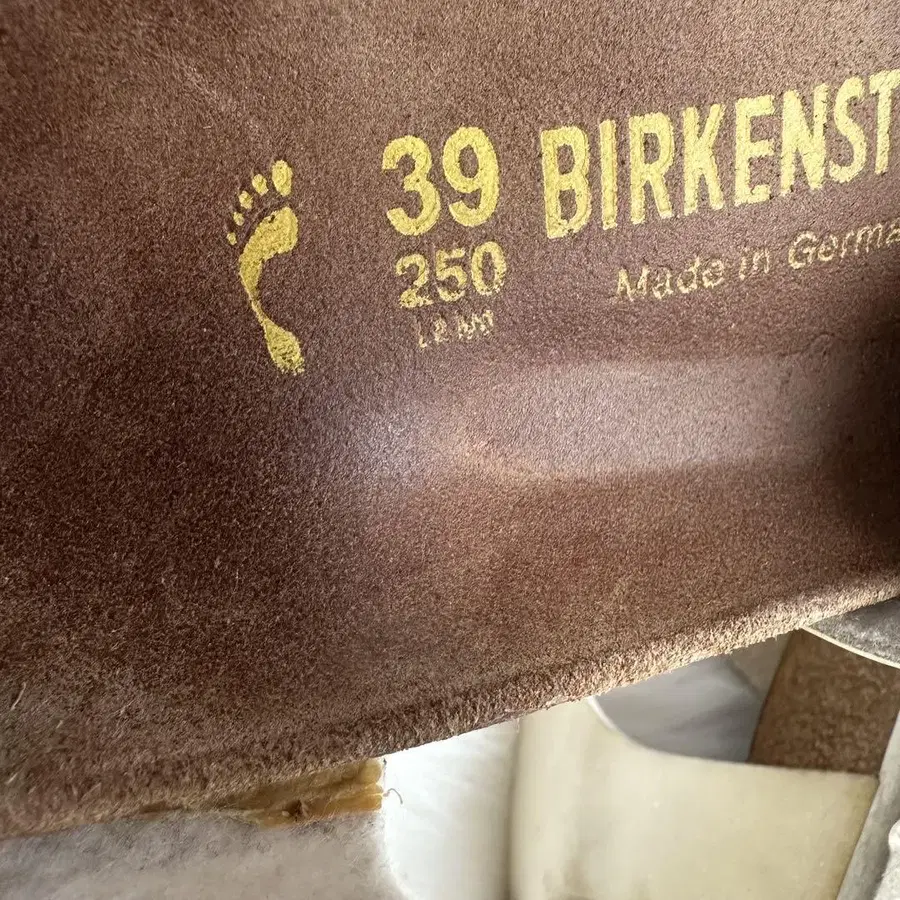 39 BIRKENST
250
Made in Germa